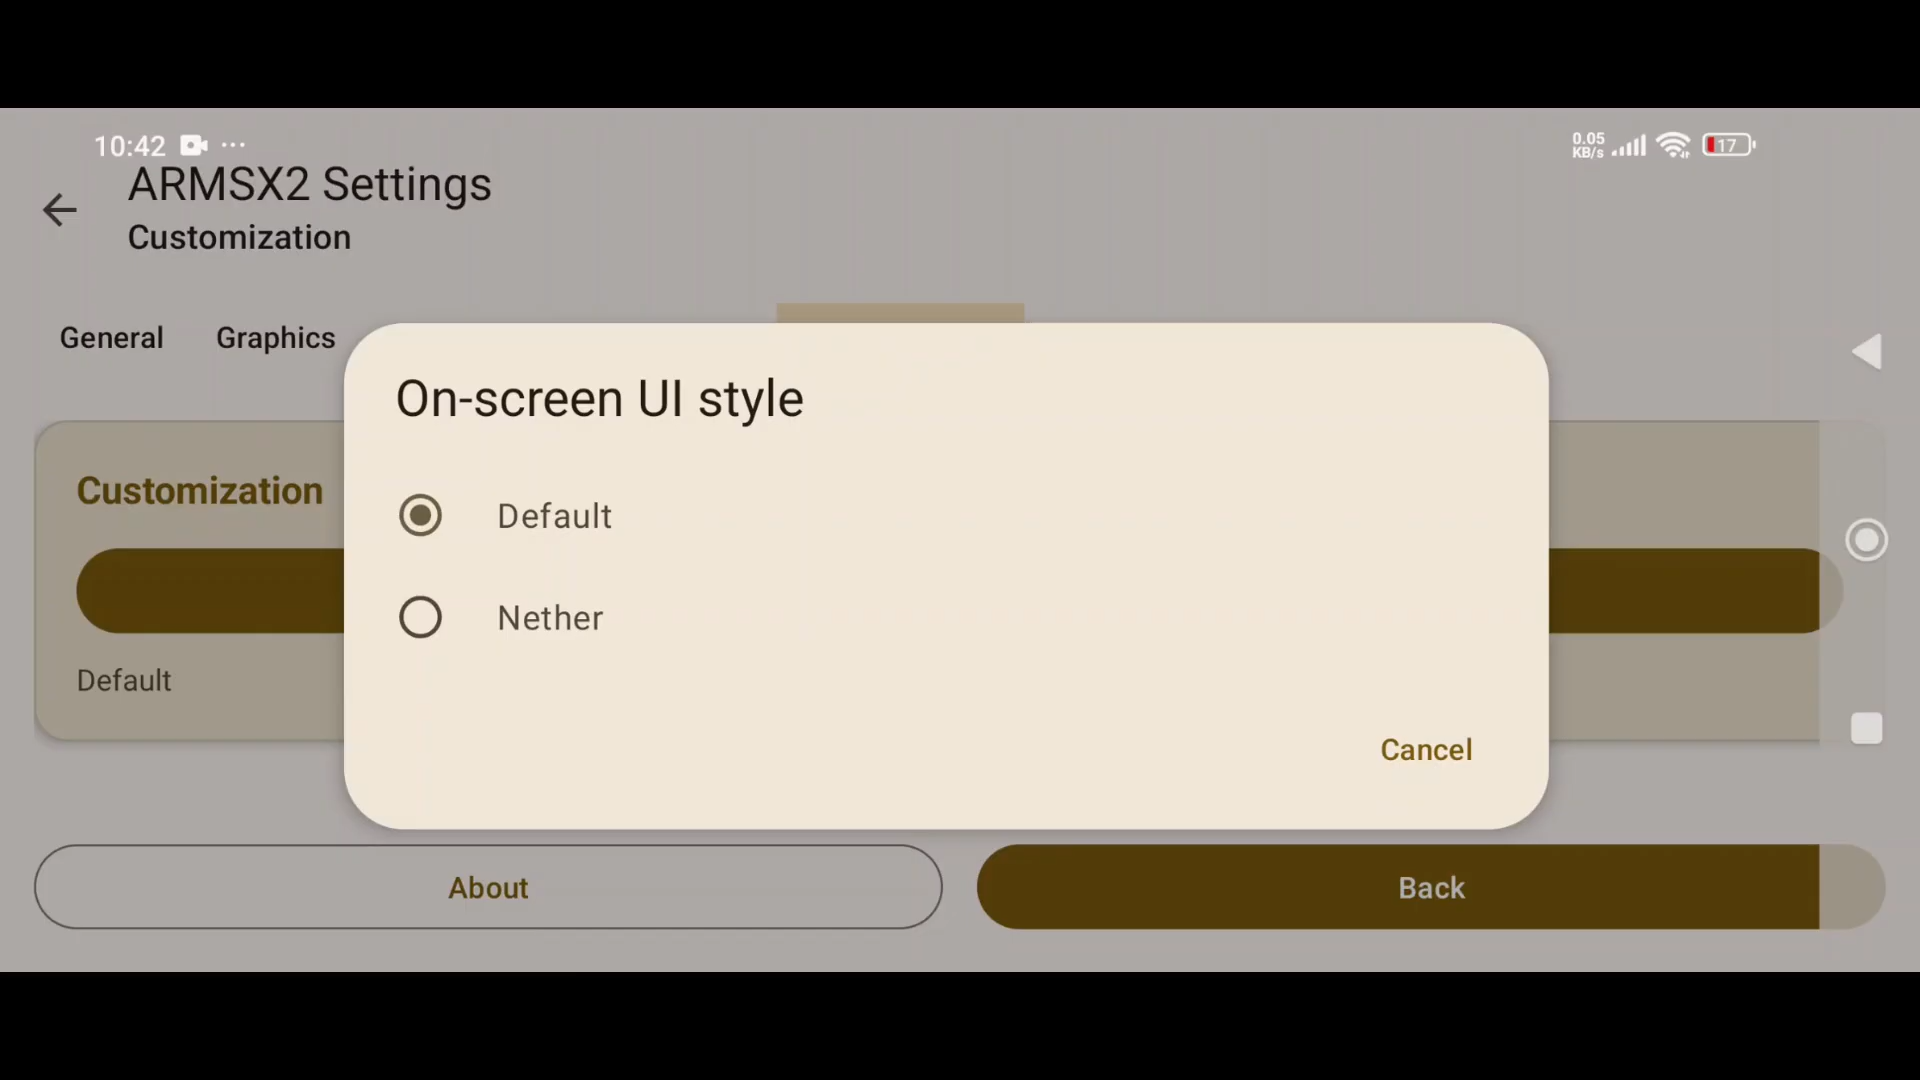 10:42
0.05
KB/s
17
ARMSX2 Settings
Customization
General
Graphics
On-screen UI style
Customization
Default
Nether
Default
Cancel
About
Back